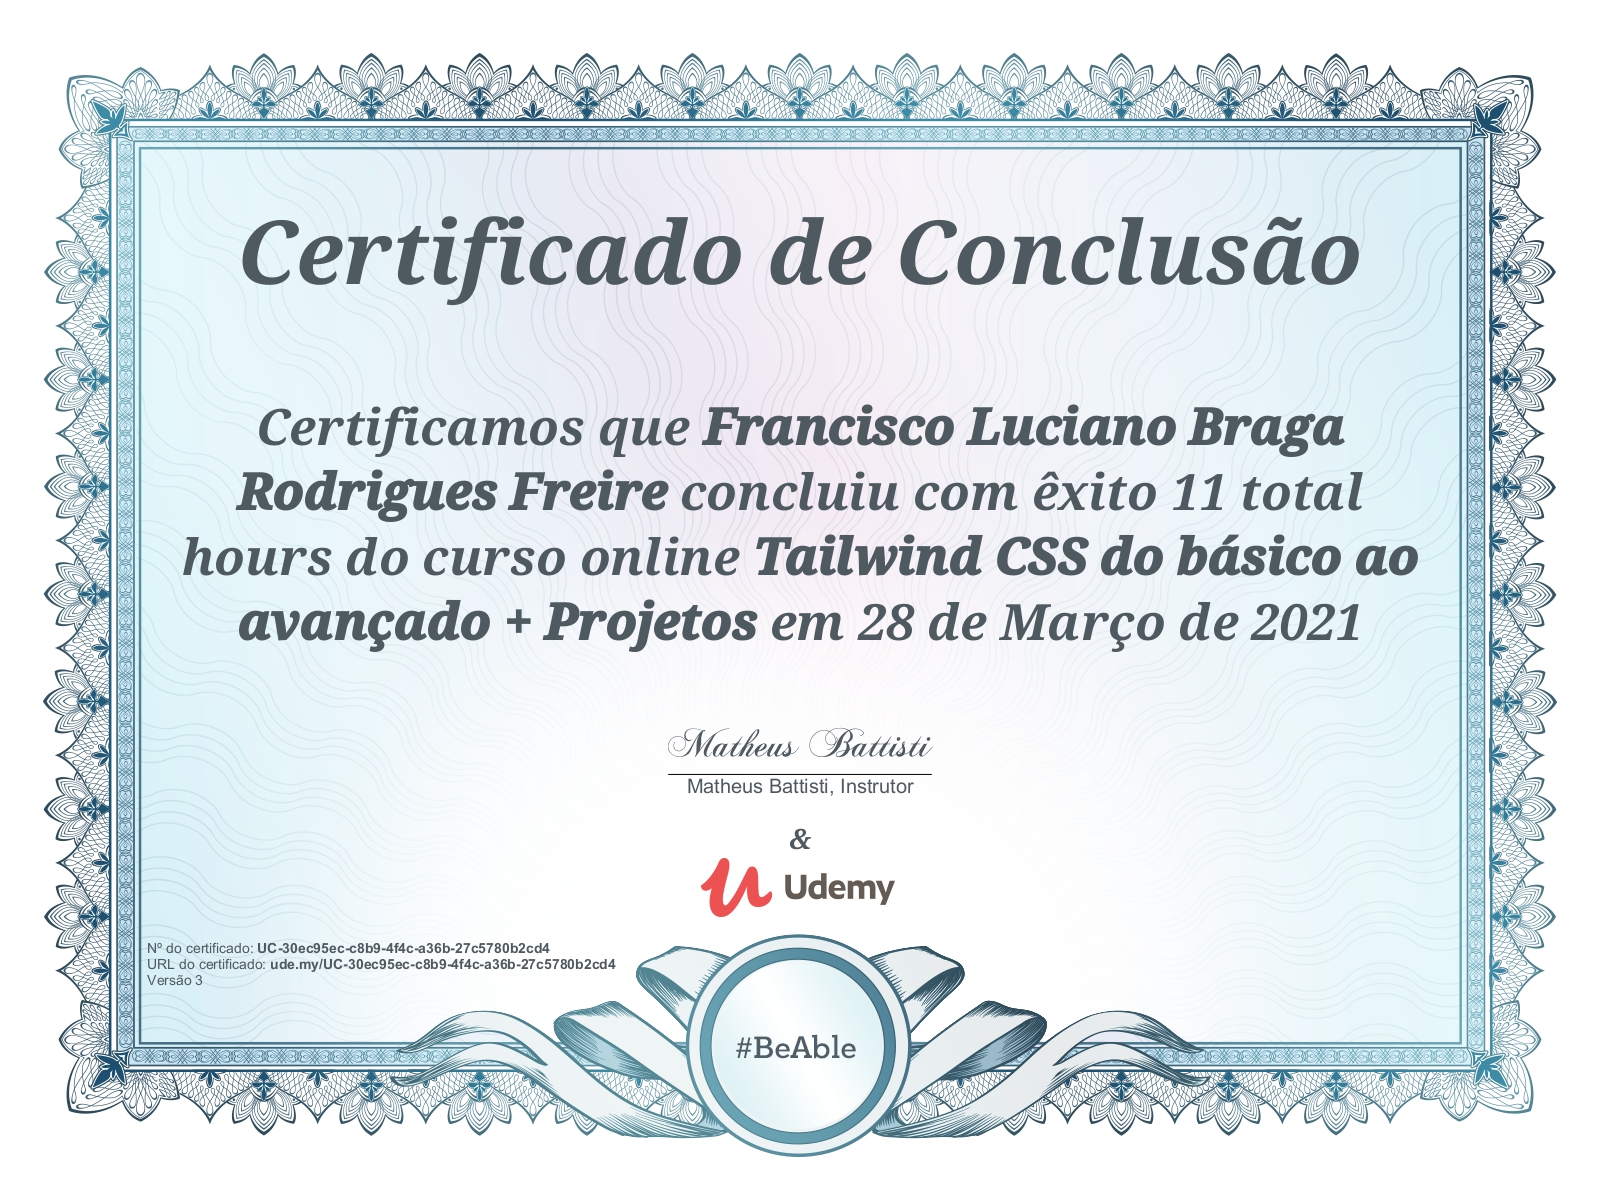 Certificado de Conclusão
Certificamos que Francisco Luciano Braga
Rodrigues Freire concluiu com êxito 11 total
hours do curso online Tailwind CSS do básico ao
avançado + Projetos em 28 de Março de 2021
Matheus Battisti
Matheus Battisti, Instrutor
&
Udemy
Nº do certificado: UC-30ec95ec-c8b9-4f4c-a36b-27c5780b2cd4
URL do certificado: ude.my/UC-30ec95ec-c8b9-4f4c-a36b-27c5780b2cd4
Versão 3
#BeAble